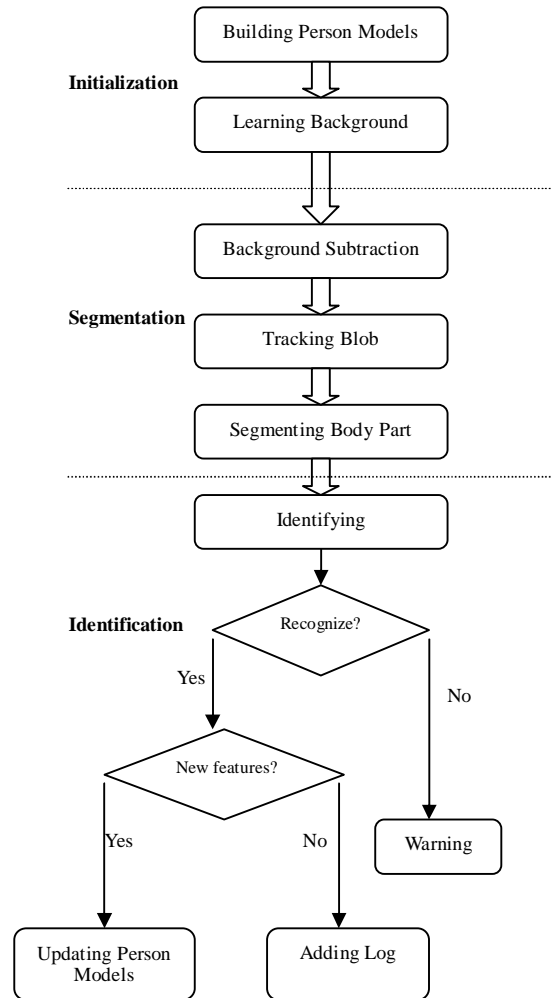 Building Person Models
Initialization
Learning Background
Background Subtraction
Segmentation
Tracking Blob
Segmenting Body Part
Identifying
Identification
Recognize?
Yes
No
New features?
Yes
No
Warning
Updating Person
Models
Adding Log